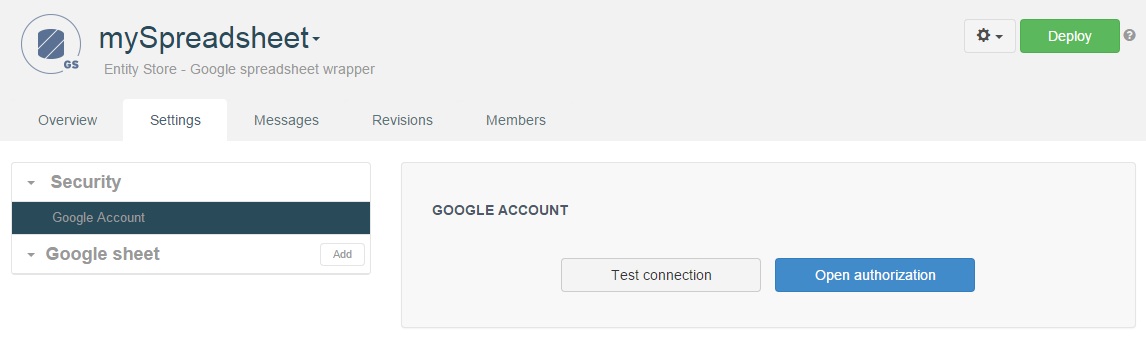 mySpreadsheet
GS
Entity Store - Google spreadsheet wrapper
Deploy
?
Overview
Settings
Messages
Revisions
Members
Security
Google Account
Google sheet
Add
GOOGLE ACCOUNT
Test connection
Open authorization